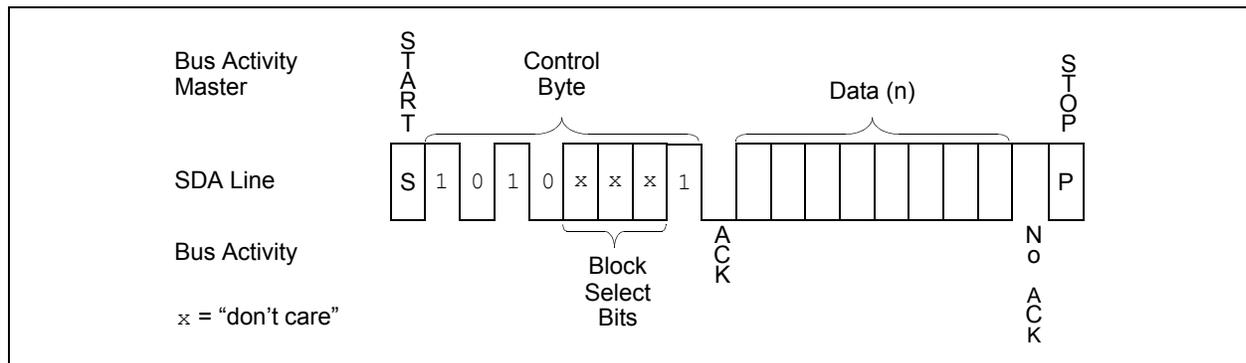 Bus Activity
Master
START
Control
Byte
Data (n)
STOP
SDA Line
S 1 0 1 0 x x x 1 P
Bus Activity
ACK
No ACK
Block
Select
Bits
x = “don’t care”